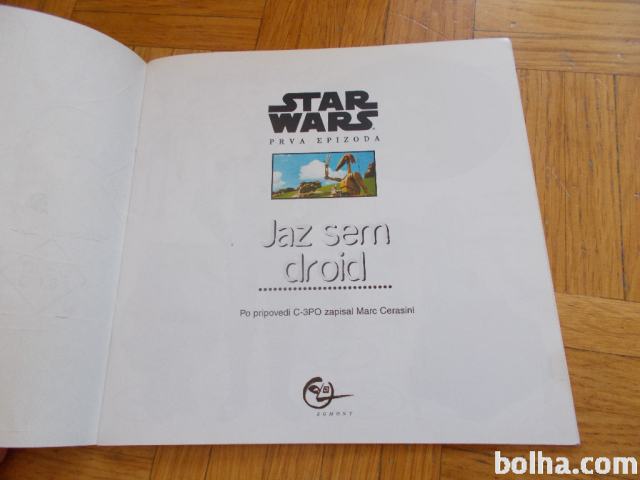 STAR
WARS
PRVA EPIZODA
Jaz sem
droid
Po pripovedi C-3PO zapisal Marc Cerasini
EGMONT
bolha.com